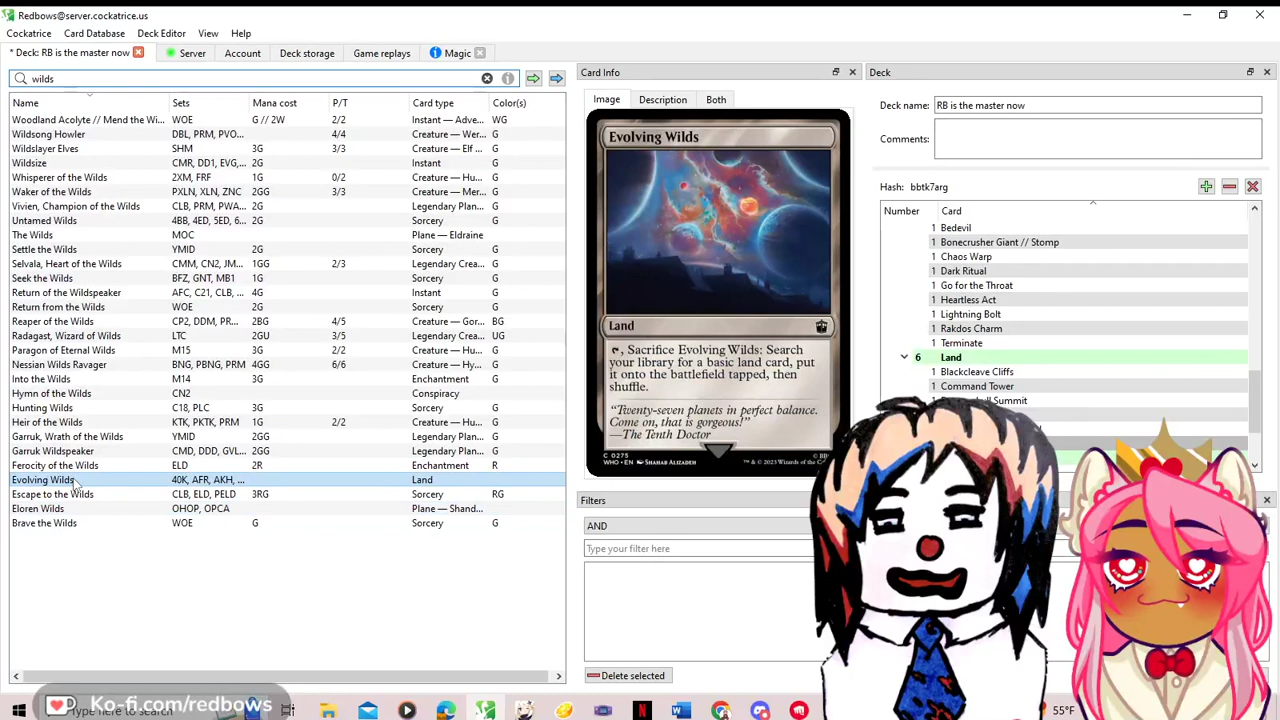 Redbows@server.cockatrice.us
Cockatrice Card Database Deck Editor View Help
* Deck: RB is the master now Server Account Deck storage Game replays Magic
wilds
Name Sets Mana cost P/T Card type Color(s)
Woodland Acolyte // Mend the Wi... WOE G // 2W 2/2 Instant — Adve... WG
Wildsong Howler DBL, PRM, PVO... 4/4 Creature — Wer... G
Wildslayer Elves SHM 3G 3/3 Creature — Elf ... G
Wildsize CMR, DD1, EVG,... 2G Instant G
Whisperer of the Wilds 2XM, FRF 1G 0/2 Creature — Hu... G
Waker of the Wilds PXLN, XLN, ZNC 2GG 3/3 Creature — Mer... G
Vivien, Champion of the Wilds CLB, PRM, PWA... 2G Legendary Plan... G
Untamed Wilds 4BB, 4ED, 5ED, 6... 2G Sorcery G
The Wilds MOC Plane — Eldraine
Settle the Wilds YMID 2G Sorcery G
Selvala, Heart of the Wilds CMM, CN2, JM... 1GG 2/3 Legendary Crea... G
Seek the Wilds BFZ, GNT, MB1 1G Sorcery G
Return of the Wildspeaker AFC, C21, CLB, ... 4G Instant G
Return from the Wilds WOE 2G Sorcery G
Reaper of the Wilds CP2, DDM, PR... 2BG 4/5 Creature — Gor... BG
Radagast, Wizard of Wilds LTC 2GU 3/5 Legendary Crea... UG
Paragon of Eternal Wilds M15 3G 2/2 Creature — Hu... G
Nessian Wilds Ravager BNG, PBNG, PRM 4GG 6/6 Creature — Hy... G
Into the Wilds M14 3G Enchantment G
Hymn of the Wilds CN2 Conspiracy
Hunting Wilds C18, PLC 3G Sorcery G
Heir of the Wilds KTK, PKTK, PRM 1G 2/2 Creature — Hu... G
Garruk, Wrath of the Wilds YMID 2GG Legendary Plan... G
Garruk Wildspeaker CMD, DDD, GVL... 2GG Legendary Plan... G
Ferocity of the Wilds ELD 2R Enchantment R
Evolving Wilds 40K, AFR, AKH, ... Land
Escape to the Wilds CLB, ELD, PELD 3RG Sorcery RG
Eloren Wilds OHOP, OPCA Plane — Shand...
Brave the Wilds WOE G Sorcery G
Card Info
Image Description Both
Evolving Wilds
Land
, Sacrifice Evolving Wilds: Search
your library for a basic land card, put
it onto the battlefield tapped, then
shuffle.
“Twenty-seven planets in perfect balance.
Come on, that is gorgeous!”
—The Tenth Doctor
C 0275
WHO • EN SHAHAB ALIZADEH ™ & © 2023 Wizards of the Co
Filters
AND
Type your filter here
Delete selected
Deck
Deck name: RB is the master now
Comments:
Hash: bbtk7arg
Number Card
1 Bedevil
1 Bonecrusher Giant // Stomp
1 Chaos Warp
1 Dark Ritual
1 Go for the Throat
1 Heartless Act
1 Lightning Bolt
1 Rakdos Charm
1 Terminate
6 Land
1 Blackcleave Cliffs
1 Command Tower
Summit
Ko-fi.com/redbows
Type here to search
55°F